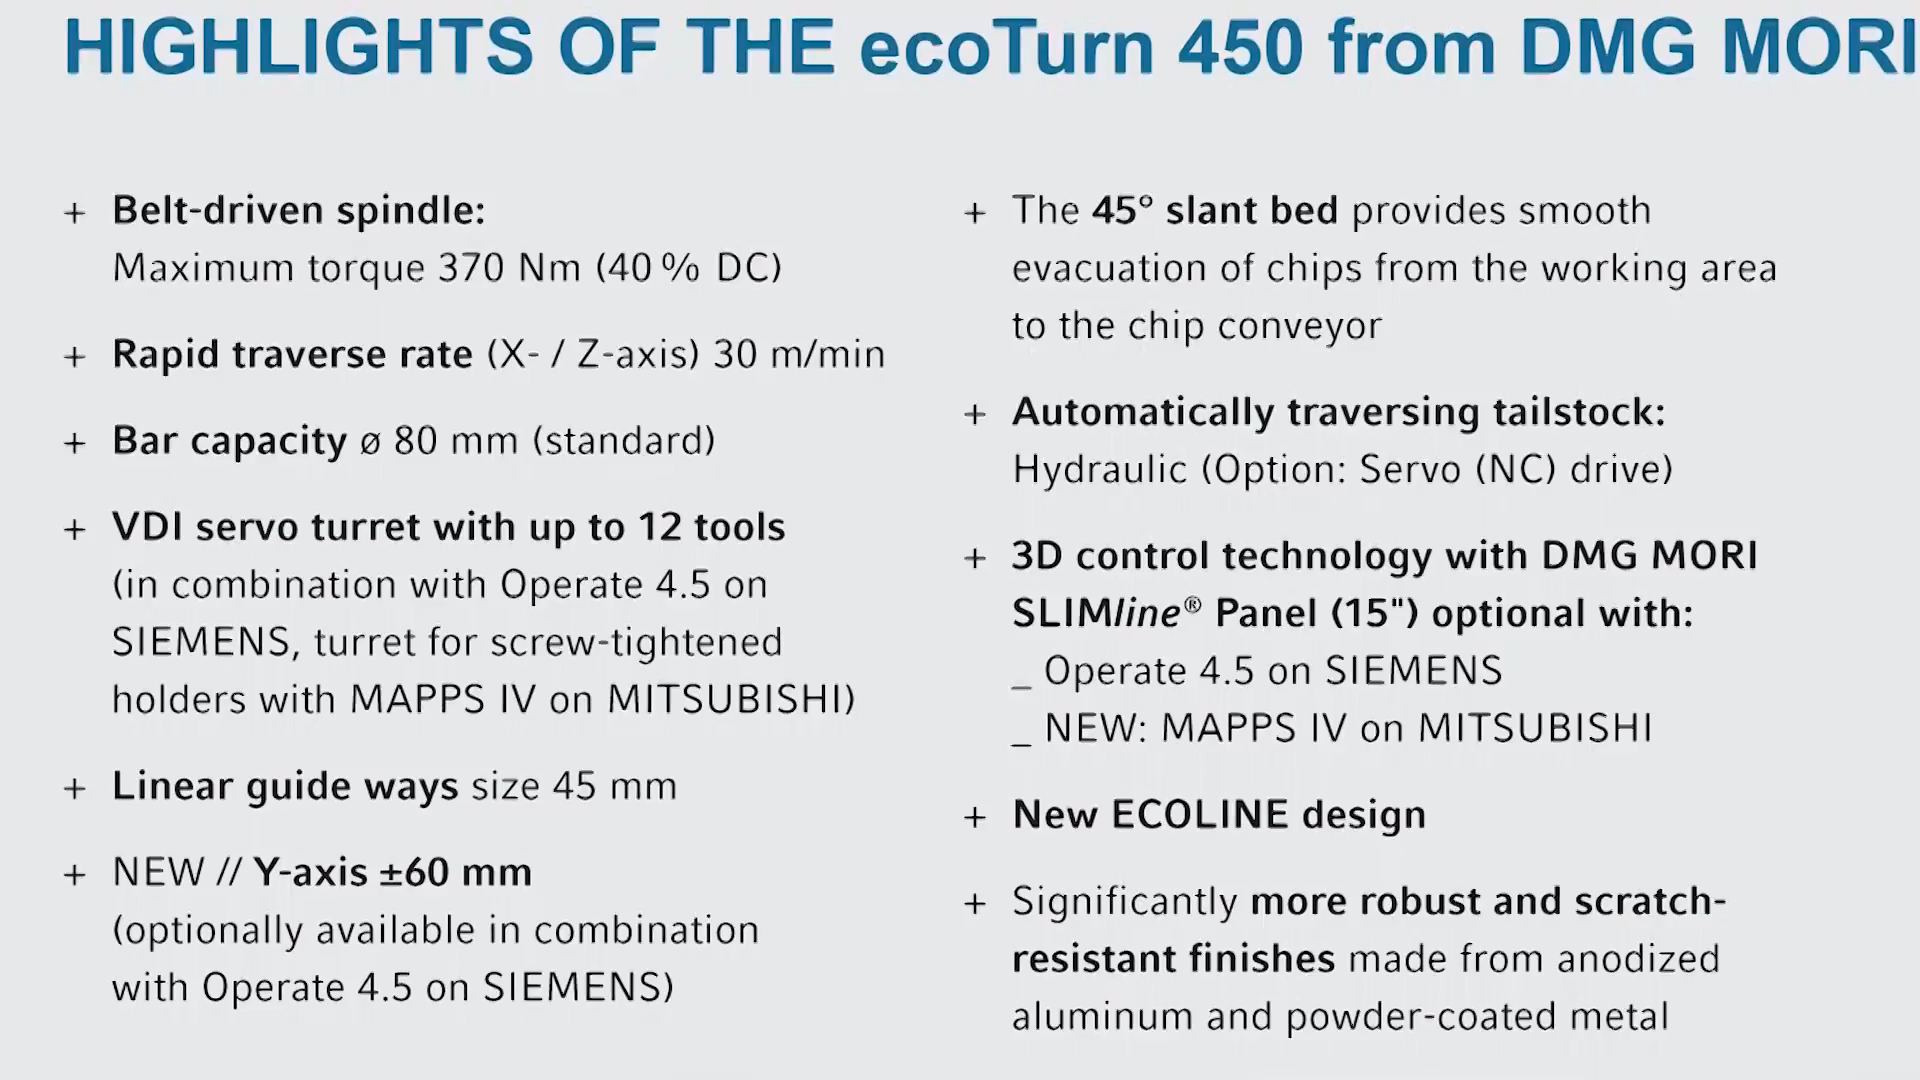 HIGHLIGHTS OF THE ecoTurn 450 from DMG MORI
+ Belt-driven spindle:
Maximum torque 370 Nm (40 % DC)
+ Rapid traverse rate (X- / Z-axis) 30 m/min
+ Bar capacity ø 80 mm (standard)
+ VDI servo turret with up to 12 tools
(in combination with Operate 4.5 on
SIEMENS, turret for screw-tightened
holders with MAPPS IV on MITSUBISHI)
+ Linear guide ways size 45 mm
+ NEW // Y-axis ±60 mm
(optionally available in combination
with Operate 4.5 on SIEMENS)
+ The 45° slant bed provides smooth
evacuation of chips from the working area
to the chip conveyor
+ Automatically traversing tailstock:
Hydraulic (Option: Servo (NC) drive)
+ 3D control technology with DMG MORI
SLIMline® Panel (15") optional with:
_ Operate 4.5 on SIEMENS
_ NEW: MAPPS IV on MITSUBISHI
+ New ECOLINE design
+ Significantly more robust and scratch-
resistant finishes made from anodized
aluminum and powder-coated metal